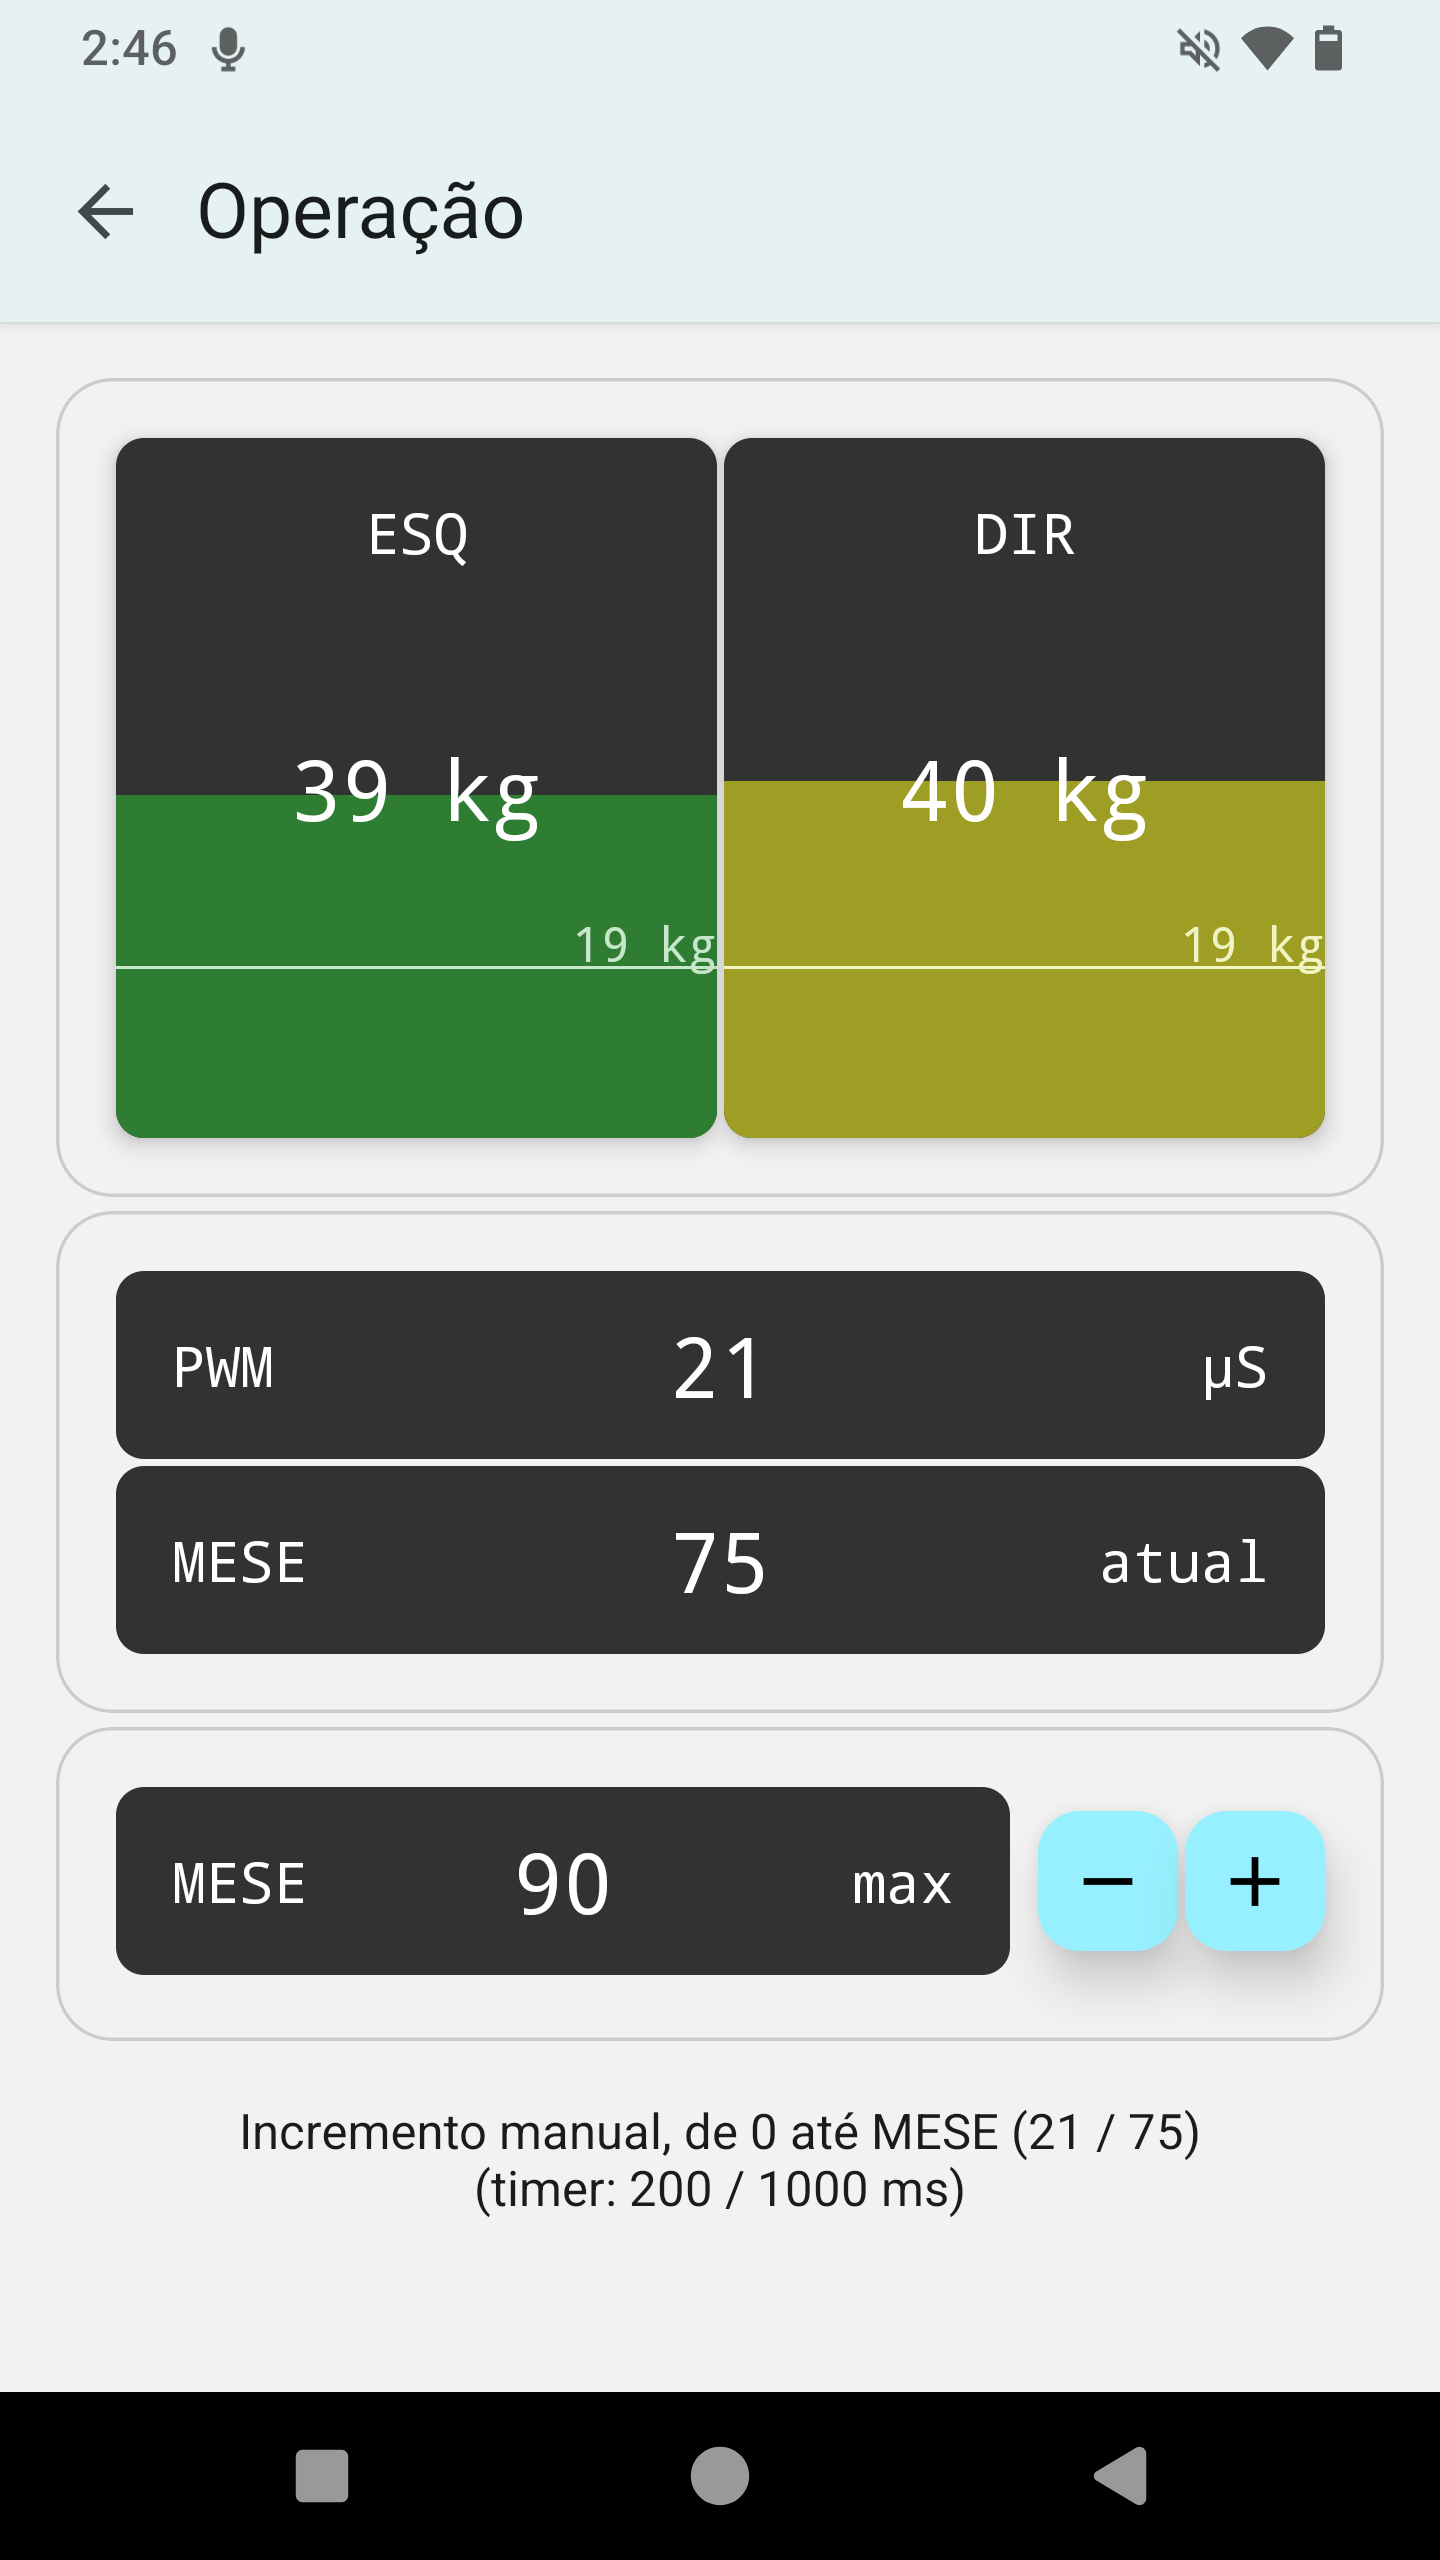 2:46
Operação
ESQ
DIR
39 kg
40 kg
19 kg
19 kg
PWM 21 µS
MESE 75 atual
MESE 90 max − +
Incremento manual, de 0 até MESE (21 / 75)
(timer: 200 / 1000 ms)